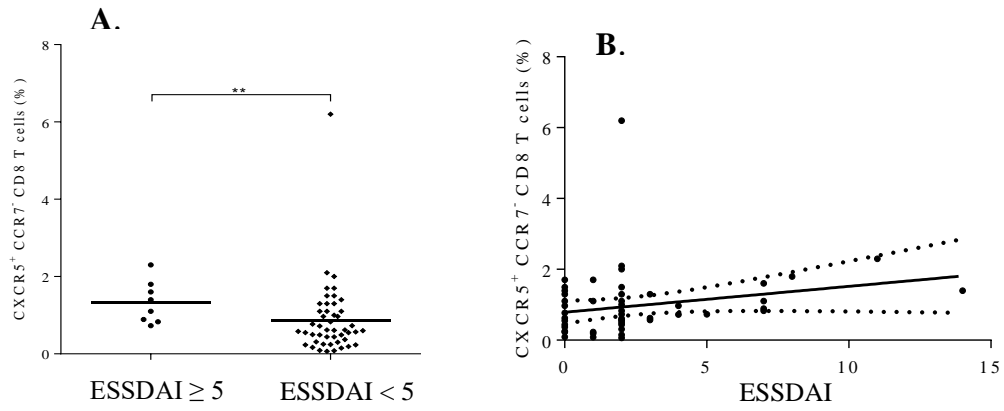 A.
CXCR5+ CCR7- CD8 T cells (%)
8
6
4
2
0
**
ESSDAI ≥ 5
ESSDAI < 5
B.
CXCR5+ CCR7- CD8 T cells (%)
8
6
4
2
0
0
5
10
15
ESSDAI